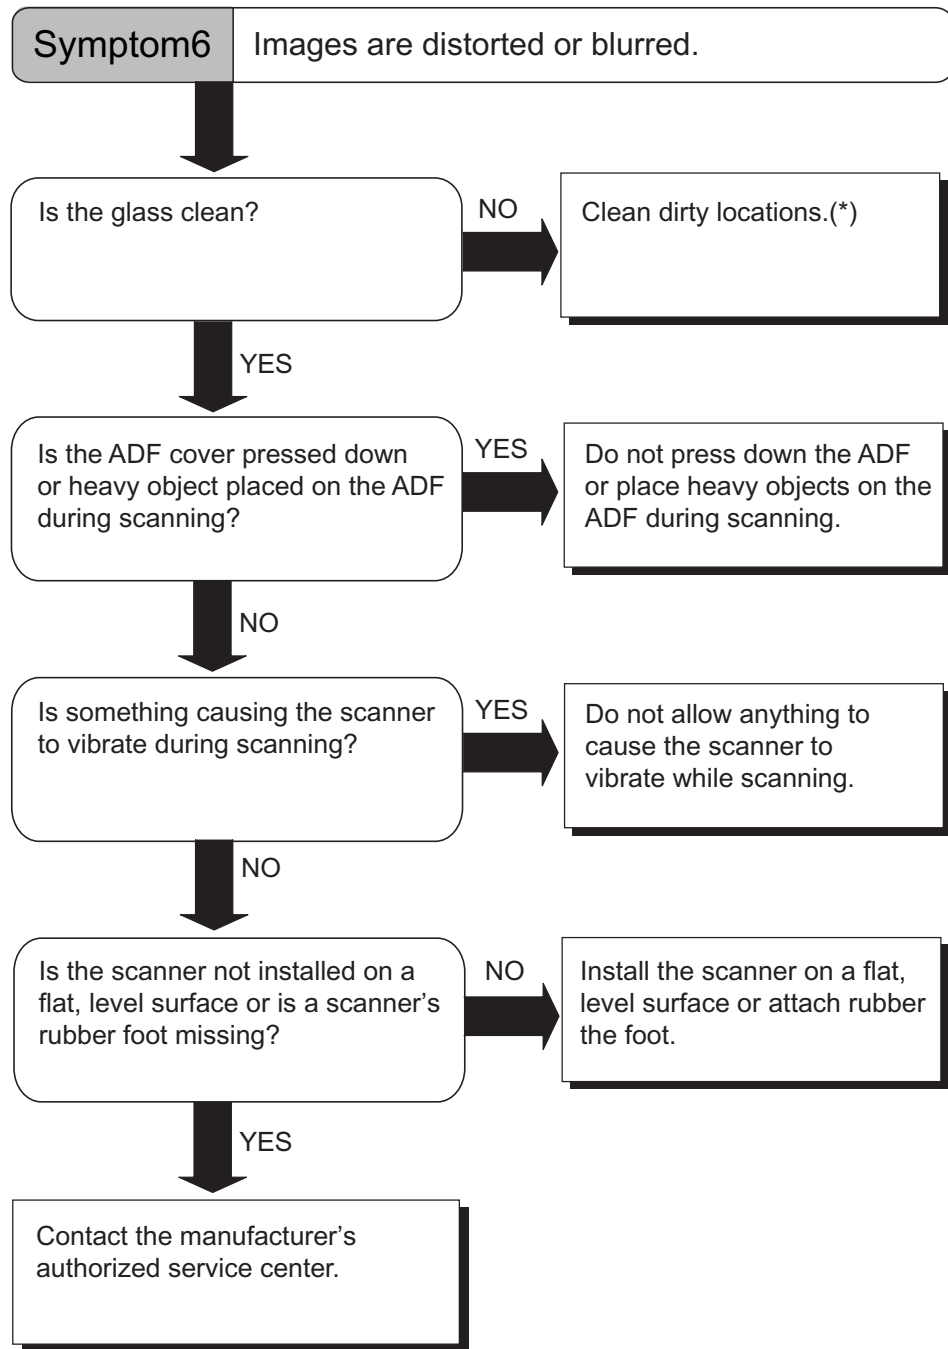 Symptom6 Images are distorted or blurred.
Is the glass clean?
NO
Clean dirty locations.(*)
YES
Is the ADF cover pressed down
or heavy object placed on the ADF
during scanning?
YES
Do not press down the ADF
or place heavy objects on the
ADF during scanning.
NO
Is something causing the scanner
to vibrate during scanning?
YES
Do not allow anything to
cause the scanner to
vibrate while scanning.
NO
Is the scanner not installed on a
flat, level surface or is a scanner’s
rubber foot missing?
NO
Install the scanner on a flat,
level surface or attach rubber
the foot.
YES
Contact the manufacturer’s
authorized service center.